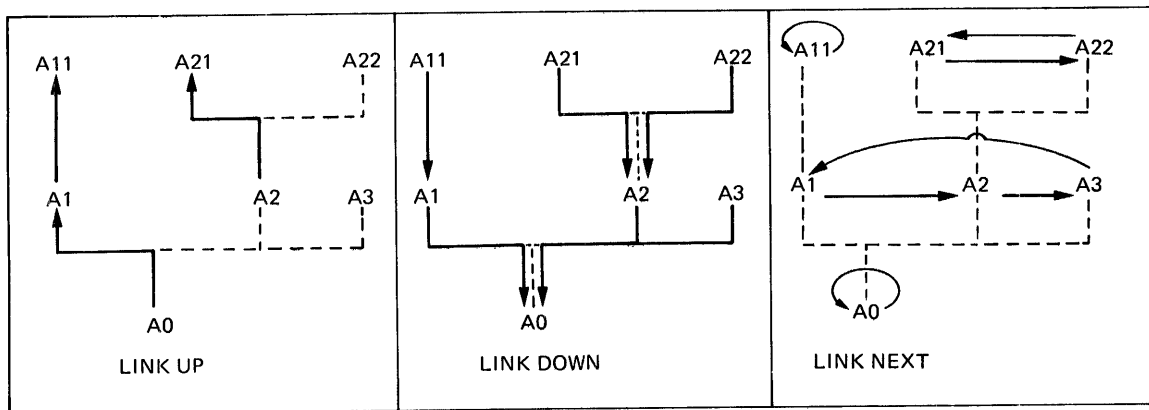 A11 A21 A22
A1 A2 A3
A0
LINK UP
A11 A21 A22
A1 A2 A3
A0
LINK DOWN
A11 A21 A22
A1 A2 A3
A0
LINK NEXT